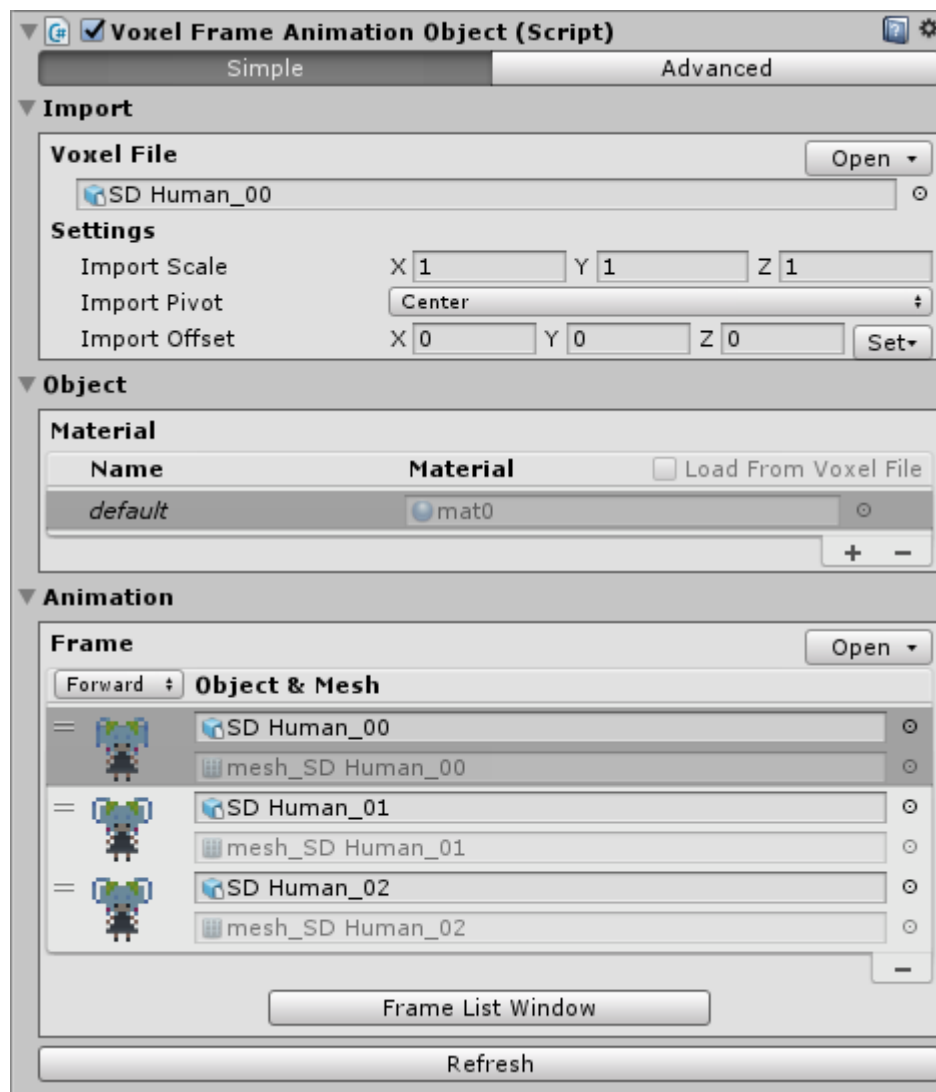 Voxel Frame Animation Object (Script)
Simple Advanced
Import
Voxel File Open
SD Human_00
Settings
Import Scale X 1 Y 1 Z 1
Import Pivot Center
Import Offset X 0 Y 0 Z 0 Set
Object
Material
Name Material Load From Voxel File
default mat0
+ −
Animation
Frame Open
Forward Object & Mesh
SD Human_00
mesh_SD Human_00
SD Human_01
mesh_SD Human_01
SD Human_02
mesh_SD Human_02
−
Frame List Window
Refresh